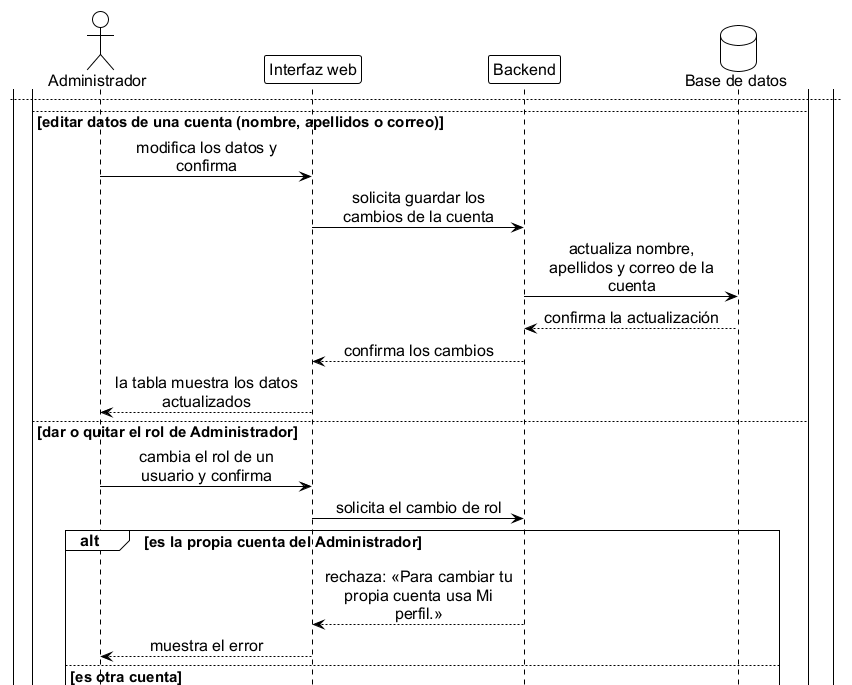 Administrador
Interfaz web
Backend
Base de datos
[editar datos de una cuenta (nombre, apellidos o correo)]
modifica los datos y
confirma
solicita guardar los
cambios de la cuenta
actualiza nombre,
apellidos y correo de la
cuenta
confirma la actualización
confirma los cambios
la tabla muestra los datos
actualizados
[dar o quitar el rol de Administrador]
cambia el rol de un
usuario y confirma
solicita el cambio de rol
alt
[es la propia cuenta del Administrador]
rechaza: «Para cambiar tu
propia cuenta usa Mi
perfil.»
muestra el error
[es otra cuenta]